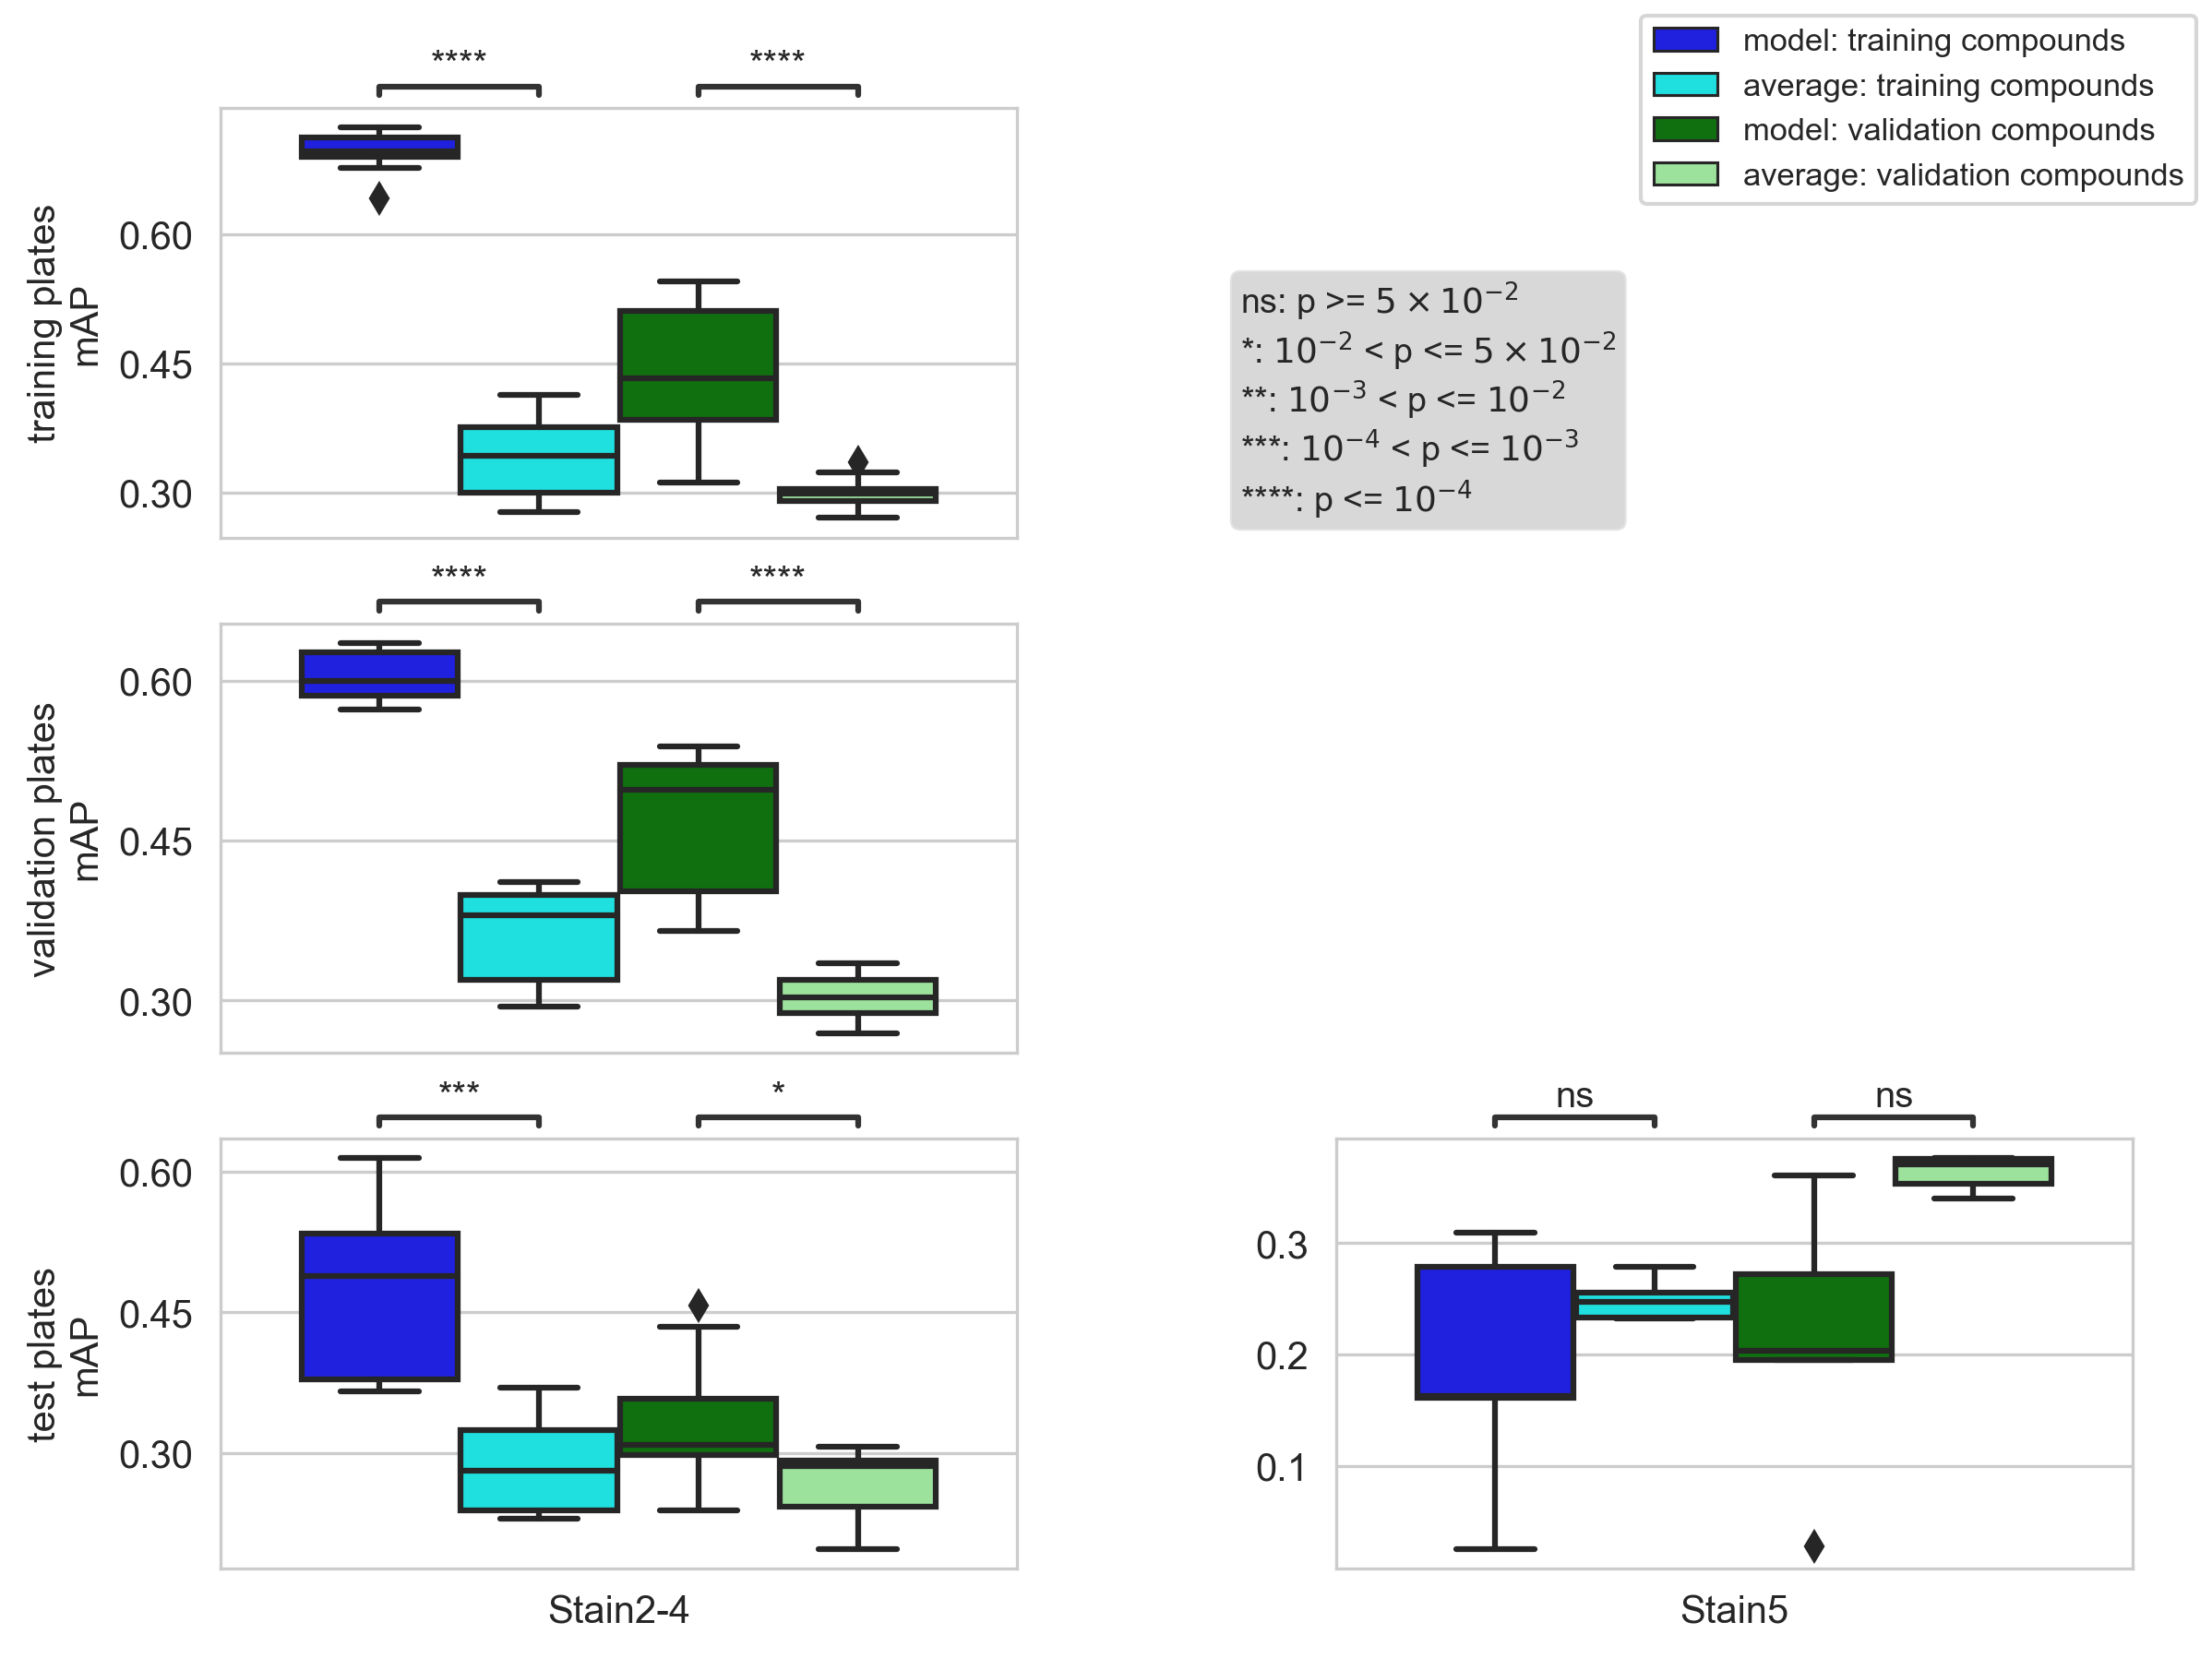 model: training compounds
average: training compounds
model: validation compounds
average: validation compounds
**** ****
training plates
mAP
0.60
0.45
0.30
ns: p >= 5 × 10⁻²
*: 10⁻² < p <= 5 × 10⁻²
**: 10⁻³ < p <= 10⁻²
***: 10⁻⁴ < p <= 10⁻³
****: p <= 10⁻⁴
**** ****
validation plates
mAP
0.60
0.45
0.30
*** *
test plates
mAP
0.60
0.45
0.30
Stain2-4
ns ns
0.3
0.2
0.1
Stain5